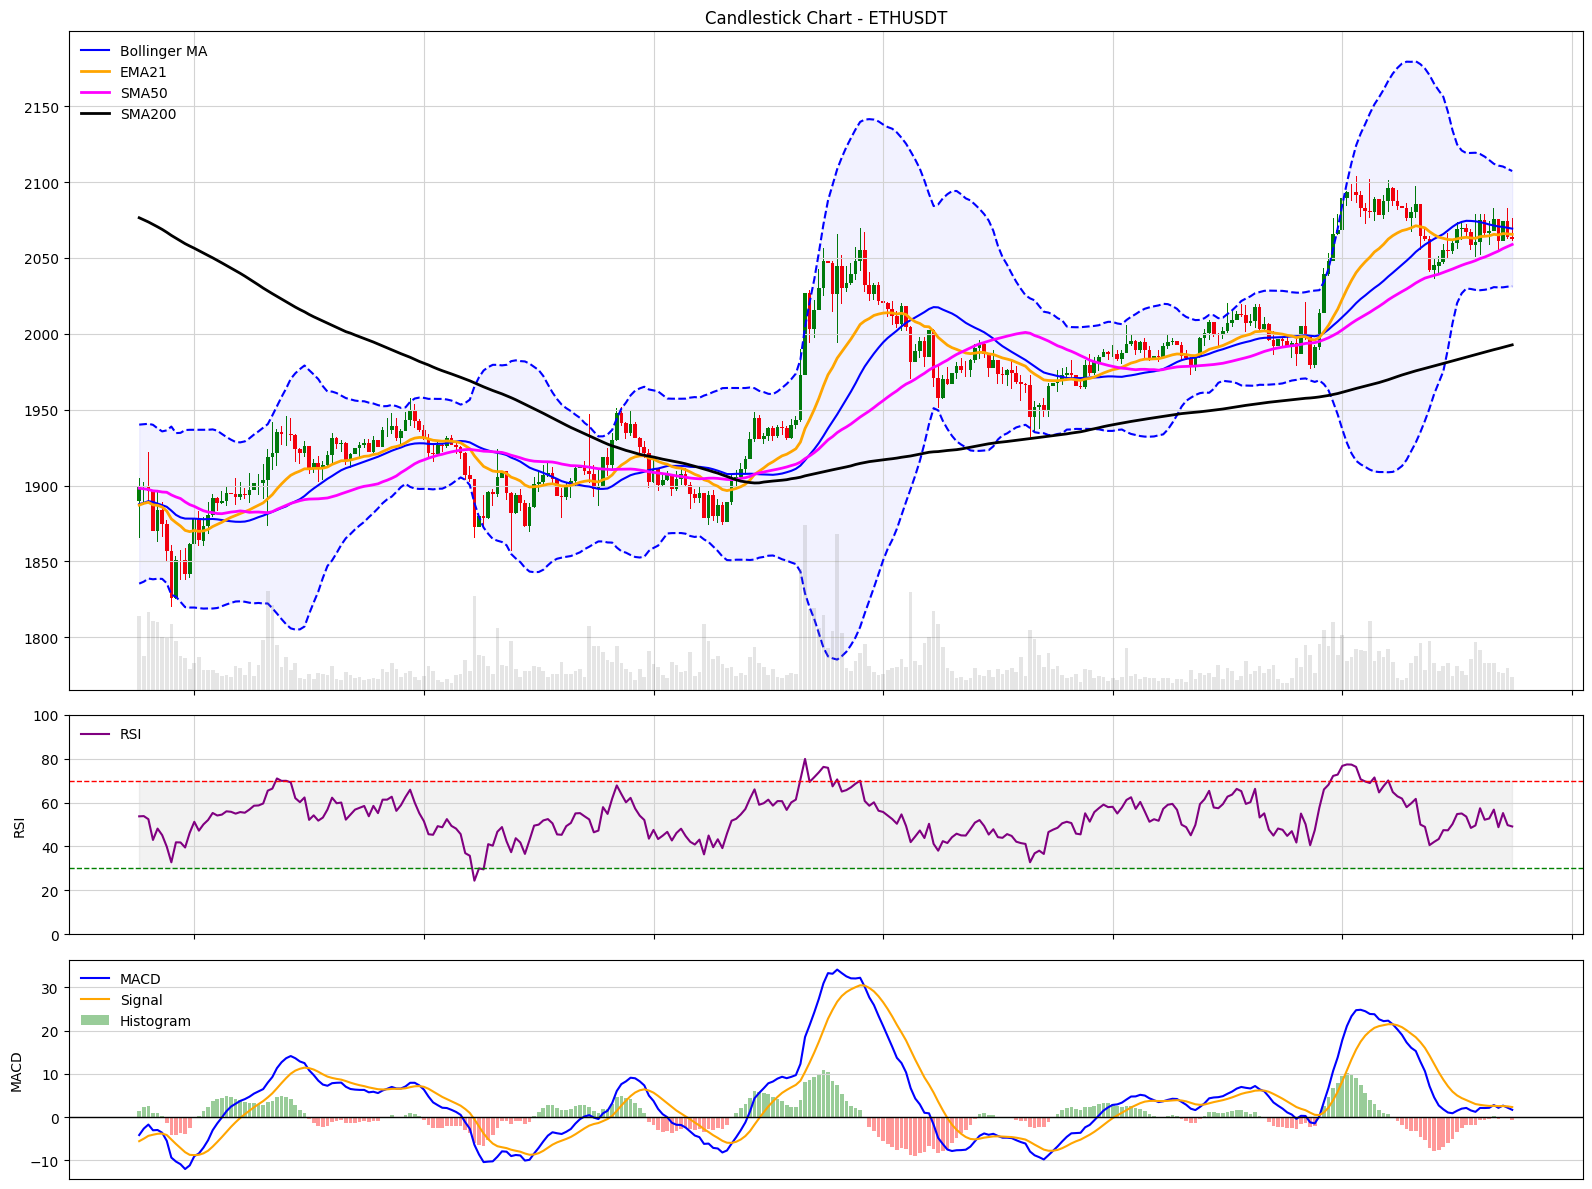 Candlestick Chart - ETHUSDT
Bollinger MA
EMA21
SMA50
SMA200
2150
2100
2050
2000
1950
1900
1850
1800
RSI
RSI
100
80
60
40
20
0
MACD
Signal
Histogram
MACD
30
20
10
0
−10